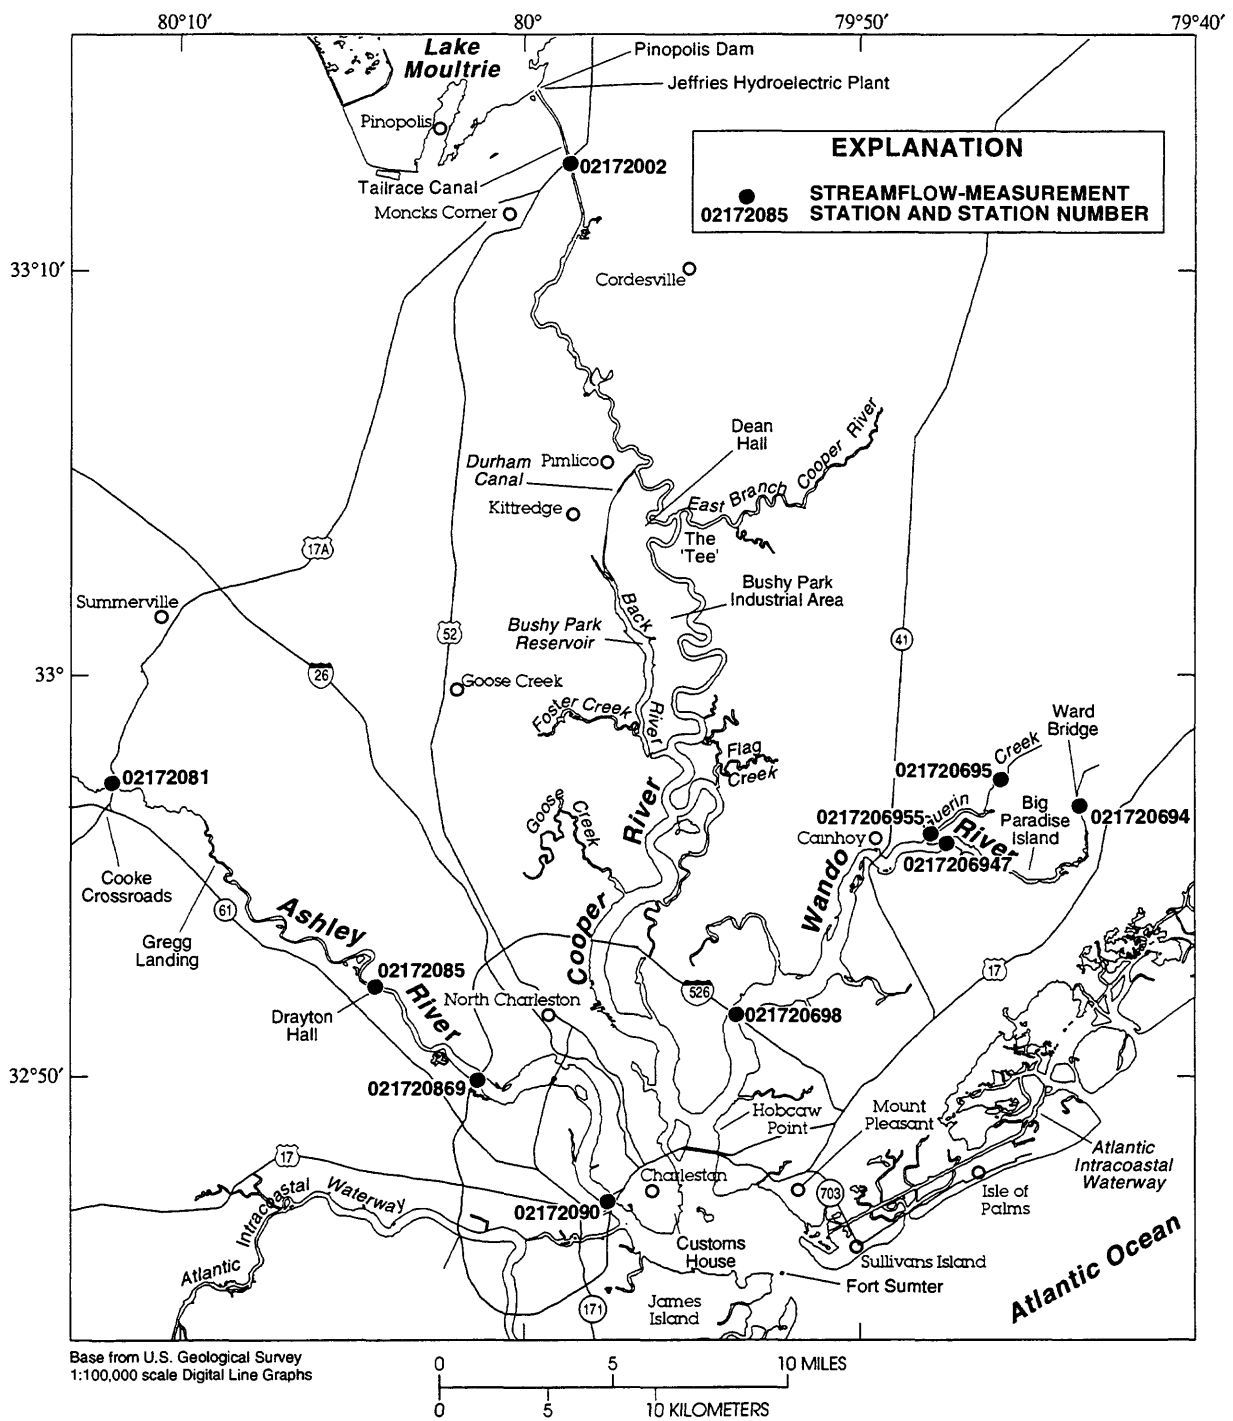 80°10′
80°
79°50′
79°40′
Lake
Moultrie
Pinopolis Dam
Jeffries Hydroelectric Plant
Pinopolis
EXPLANATION
02172085
STREAMFLOW-MEASUREMENT
STATION AND STATION NUMBER
02172002
Tailrace Canal
Moncks Corner
33°10′
Cordesville
Dean
Hall
East Branch Cooper River
Durham
Canal
Pimlico
Kittredge
The
'Tee'
17A
Bushy Park
Industrial Area
Summerville
Back
River
Bushy Park
Reservoir
52
41
33°
26
Goose Creek
Foster Creek
Flag
Creek
Ward
Bridge
Creek
02172081
021720695
Big
Paradise
Island
021720694
0217206955
uerin
Cainhoy
River
0217206947
Goose
Creek
Cooper
River
Wando
Cooke
Crossroads
61
Ashley
River
Gregg
Landing
02172085
17
Drayton
Hall
North Charleston
526
021720698
32°50′
021720869
Hobcaw
Point
Mount
Pleasant
Atlantic
Intracoastal
Waterway
17
Charleston
703
Isle of
Palms
Atlantic
Intracoastal
Waterway
02172090
Customs
House
Sullivans Island
Fort Sumter
Atlantic Ocean
James
Island
171
Base from U.S. Geological Survey
1:100,000 scale Digital Line Graphs
0
5
10 MILES
0
5
10 KILOMETERS